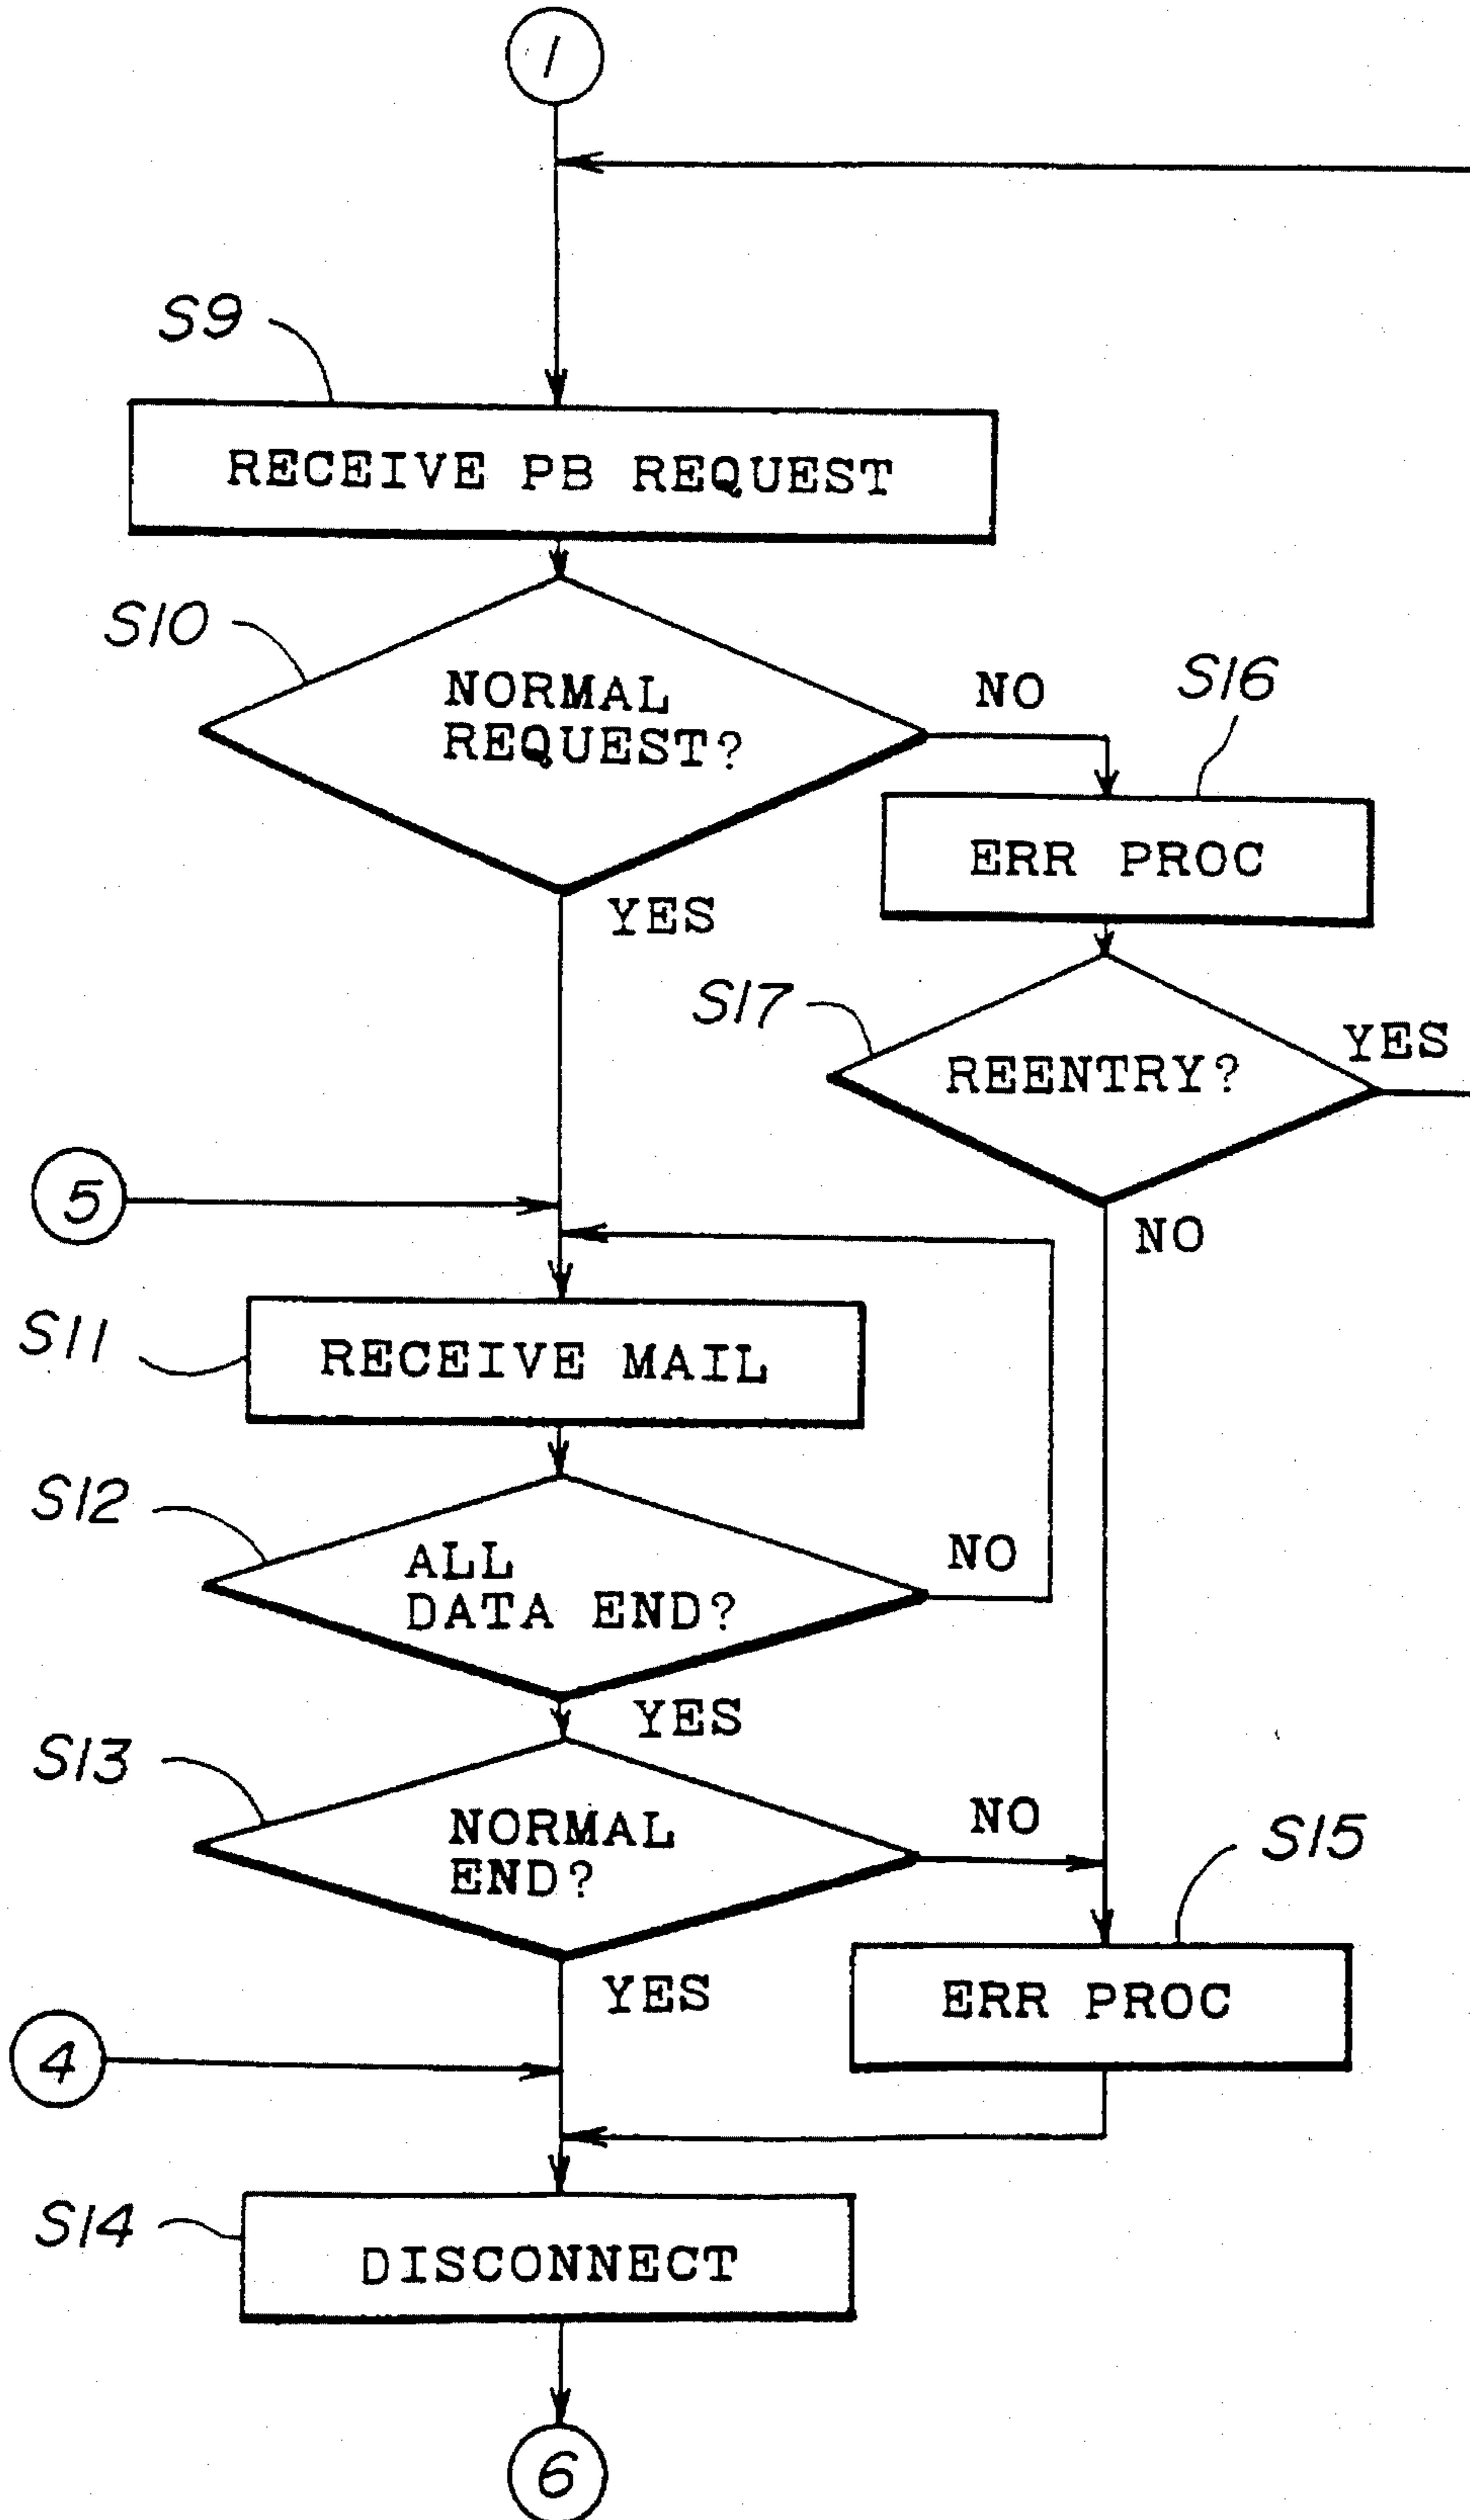 1
S9
RECEIVE PB REQUEST
S10
NORMAL
REQUEST?
NO
S16
ERR PROC
YES
S17
REENTRY?
YES
5
NO
S11
RECEIVE MAIL
S12
ALL
DATA END?
NO
YES
S13
NORMAL
END?
NO
S15
YES
ERR PROC
4
S14
DISCONNECT
6